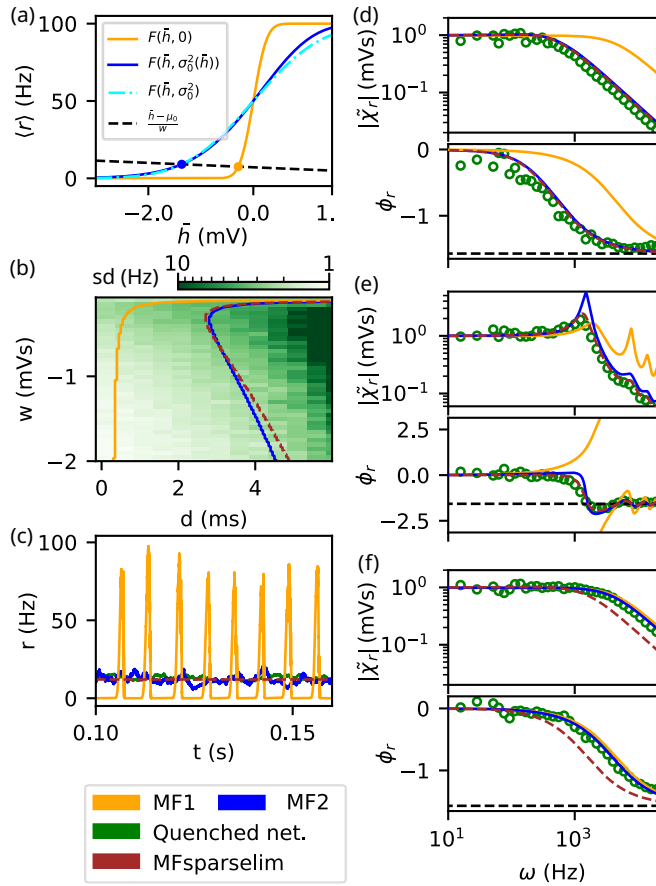 (a)
F(h̄, 0)
F(h̄, σ₀²(h̄))
F(h̄, σ₀²)
(h̄−μ₀)/w
⟨r⟩ (Hz)
100
50
0
−2.0
0.0
1.
h̄ (mV)
(b)
sd (Hz)
10
1
w (mVs)
−1
−2
0
2
4
d (ms)
(c)
r (Hz)
100
50
0
0.10
0.15
t (s)
MF1
MF2
Quenched net.
MFsparselim
(d)
|χ̃ᵣ| (mVs)
10⁰
10⁻¹
ϕᵣ
0
−1
(e)
|χ̃ᵣ| (mVs)
10⁰
10⁻¹
ϕᵣ
2.5
0.0
−2.5
(f)
|χ̃ᵣ| (mVs)
10⁰
10⁻¹
ϕᵣ
0
−1
10¹
10³
ω (Hz)